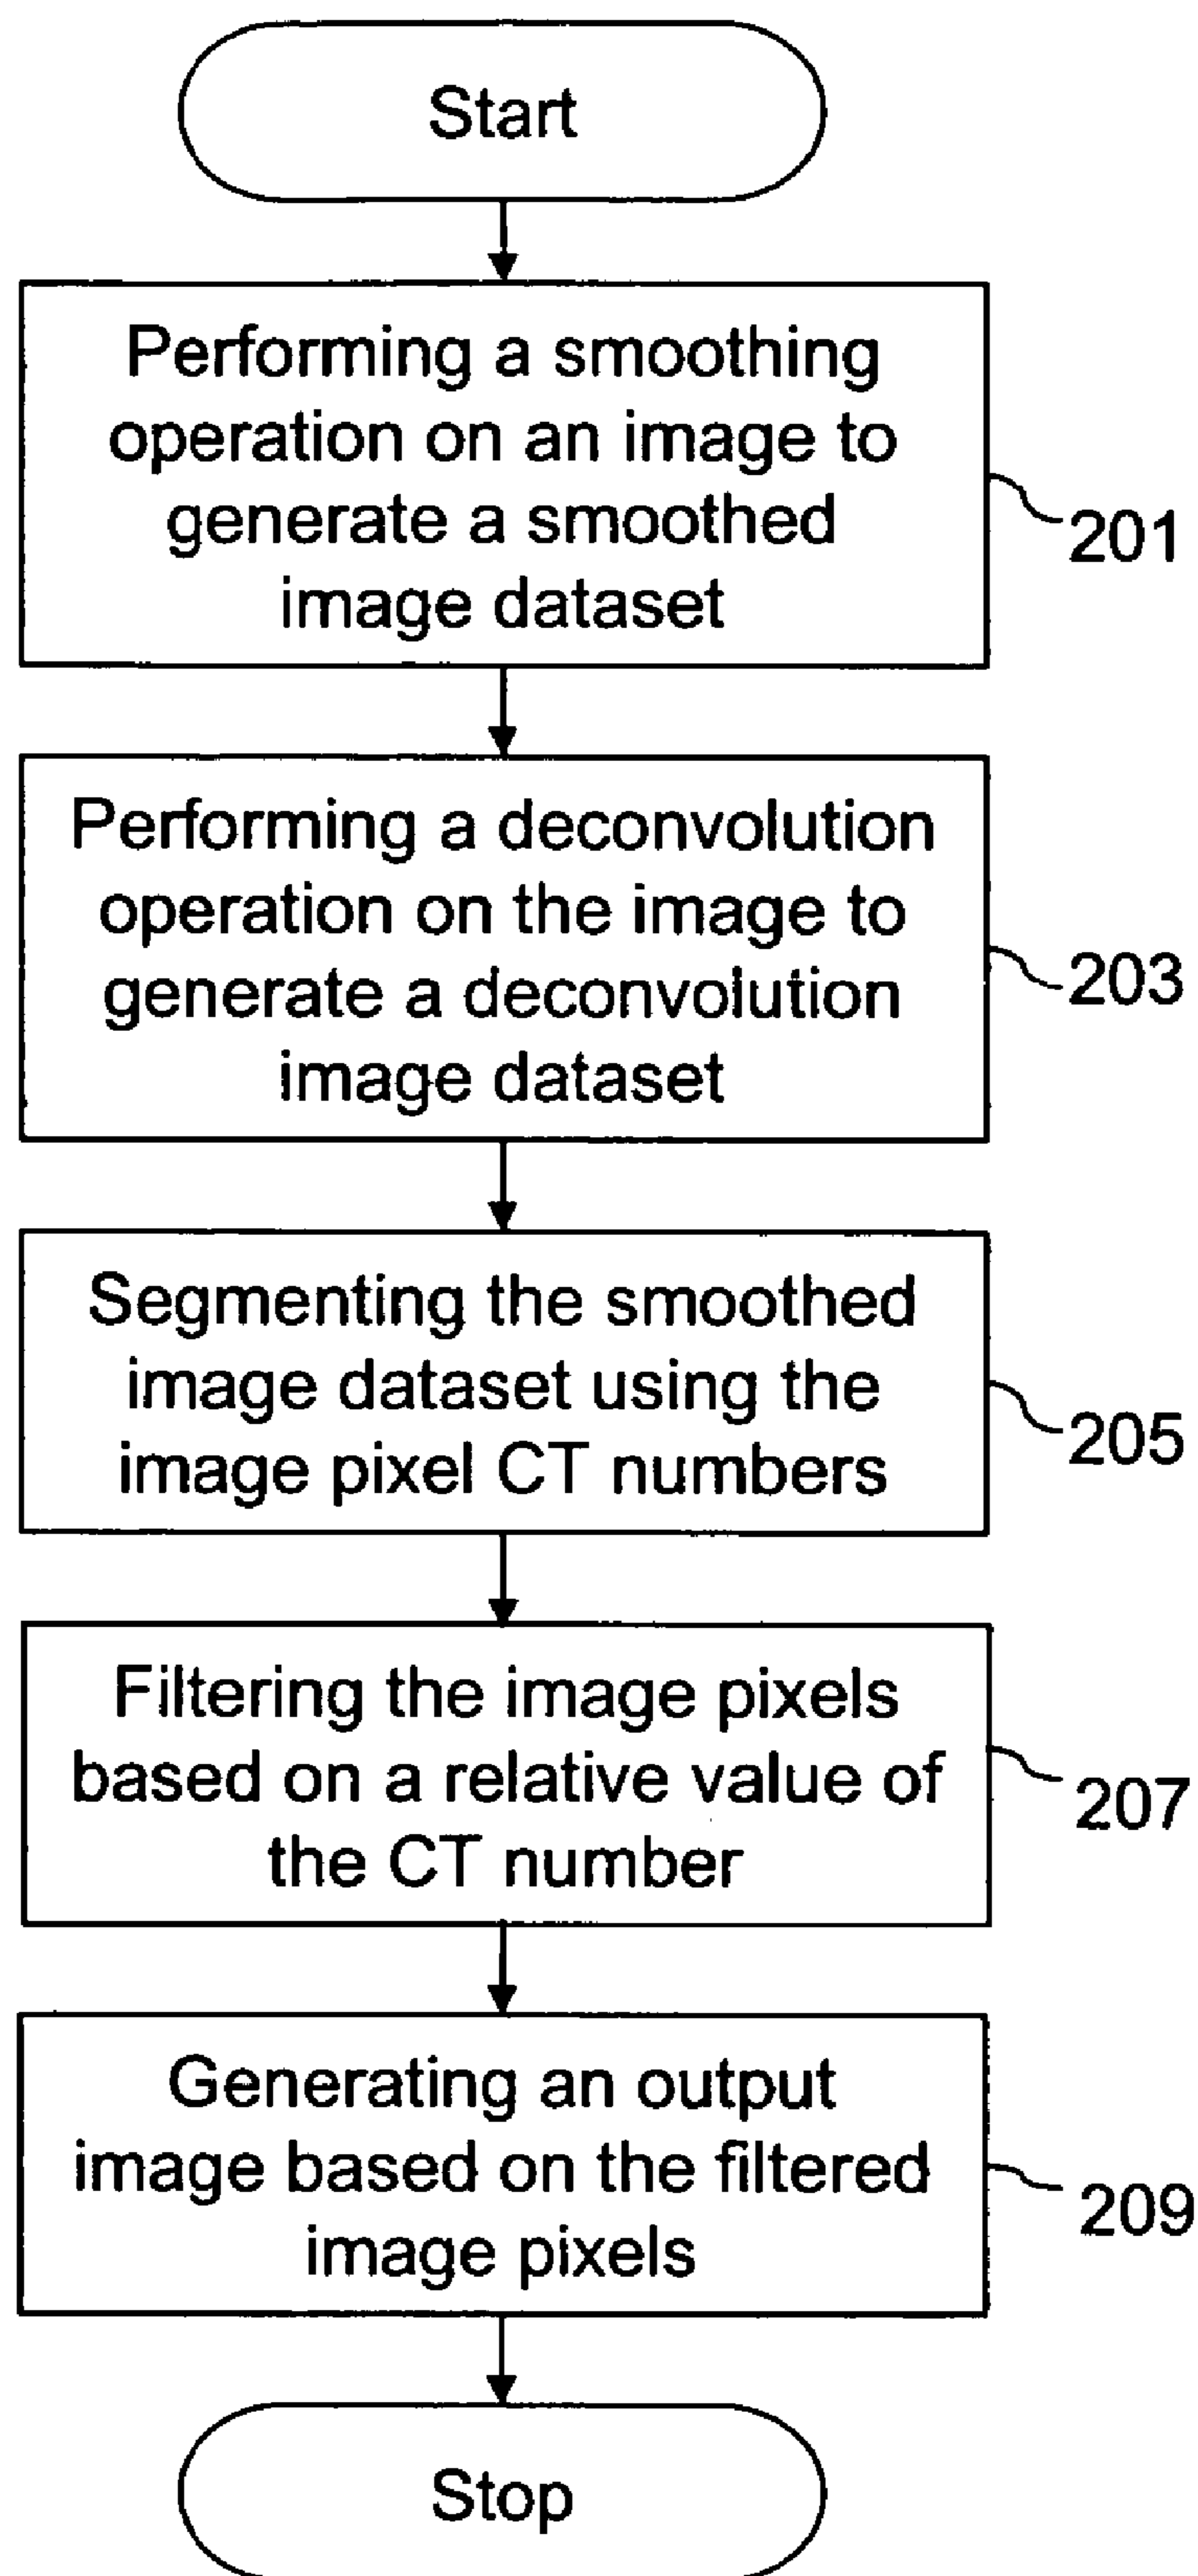 Start
Performing a smoothing
operation on an image to
generate a smoothed
image dataset
201
Performing a deconvolution
operation on the image to
generate a deconvolution
image dataset
203
Segmenting the smoothed
image dataset using the
image pixel CT numbers
205
Filtering the image pixels
based on a relative value of
the CT number
207
Generating an output
image based on the filtered
image pixels
209
Stop